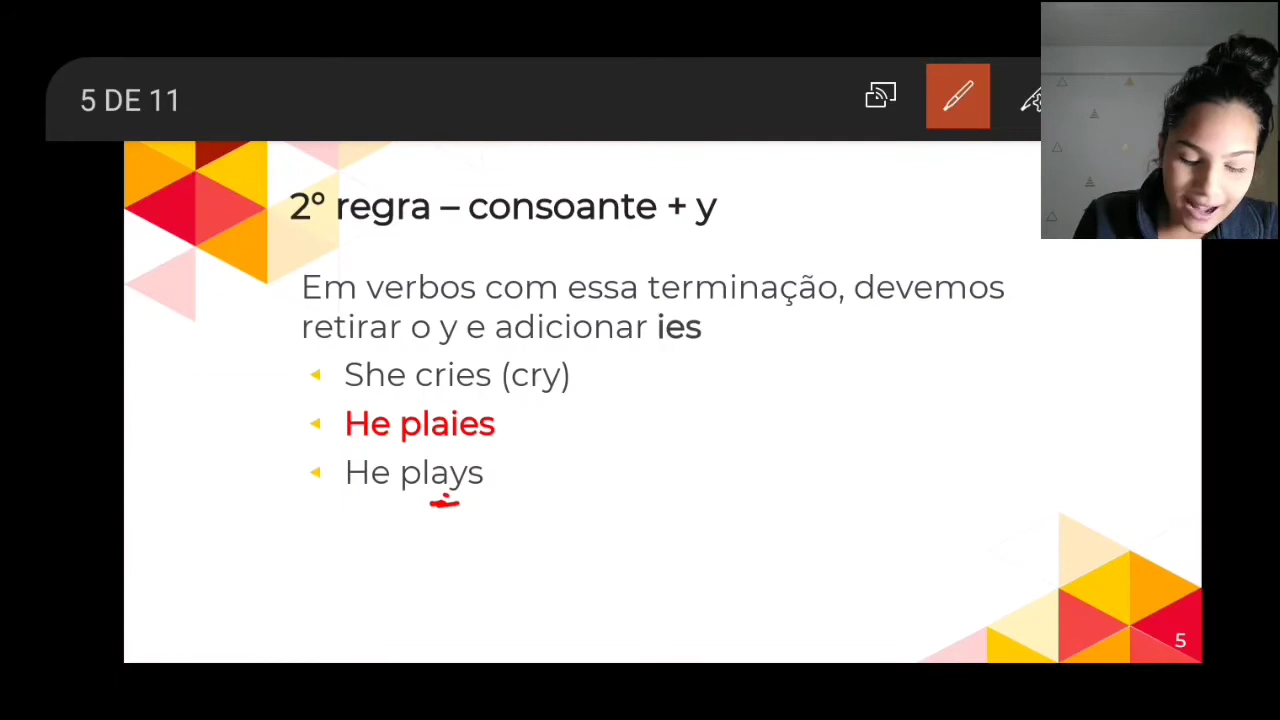 5 DE 11
2º regra – consoante + y
Em verbos com essa terminação, devemos
retirar o y e adicionar ies
She cries (cry)
He plaies
He plays
5